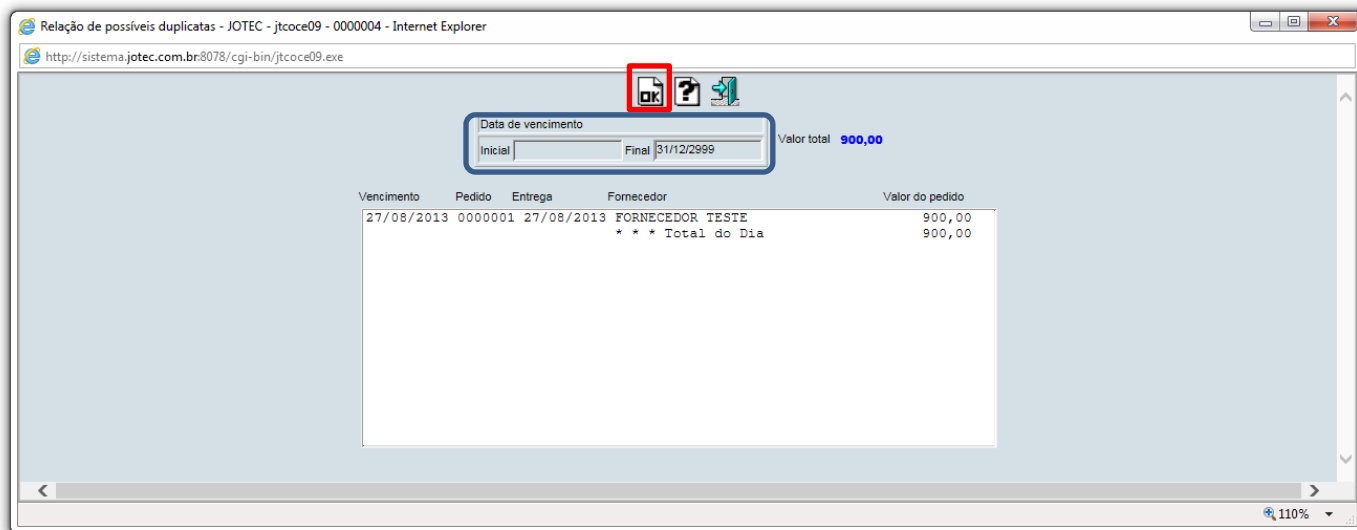 Relação de possíveis duplicatas - JOTEC - jtcoce09 - 0000004 - Internet Explorer
http://sistema.jotec.com.br:8078/cgi-bin/jtcoce09.exe
OK ?
Data de vencimento
Inicial Final 31/12/2999 Valor total 900,00
Vencimento Pedido Entrega Fornecedor Valor do pedido
27/08/2013 0000001 27/08/2013 FORNECEDOR TESTE 900,00
* * * Total do Dia 900,00
110%